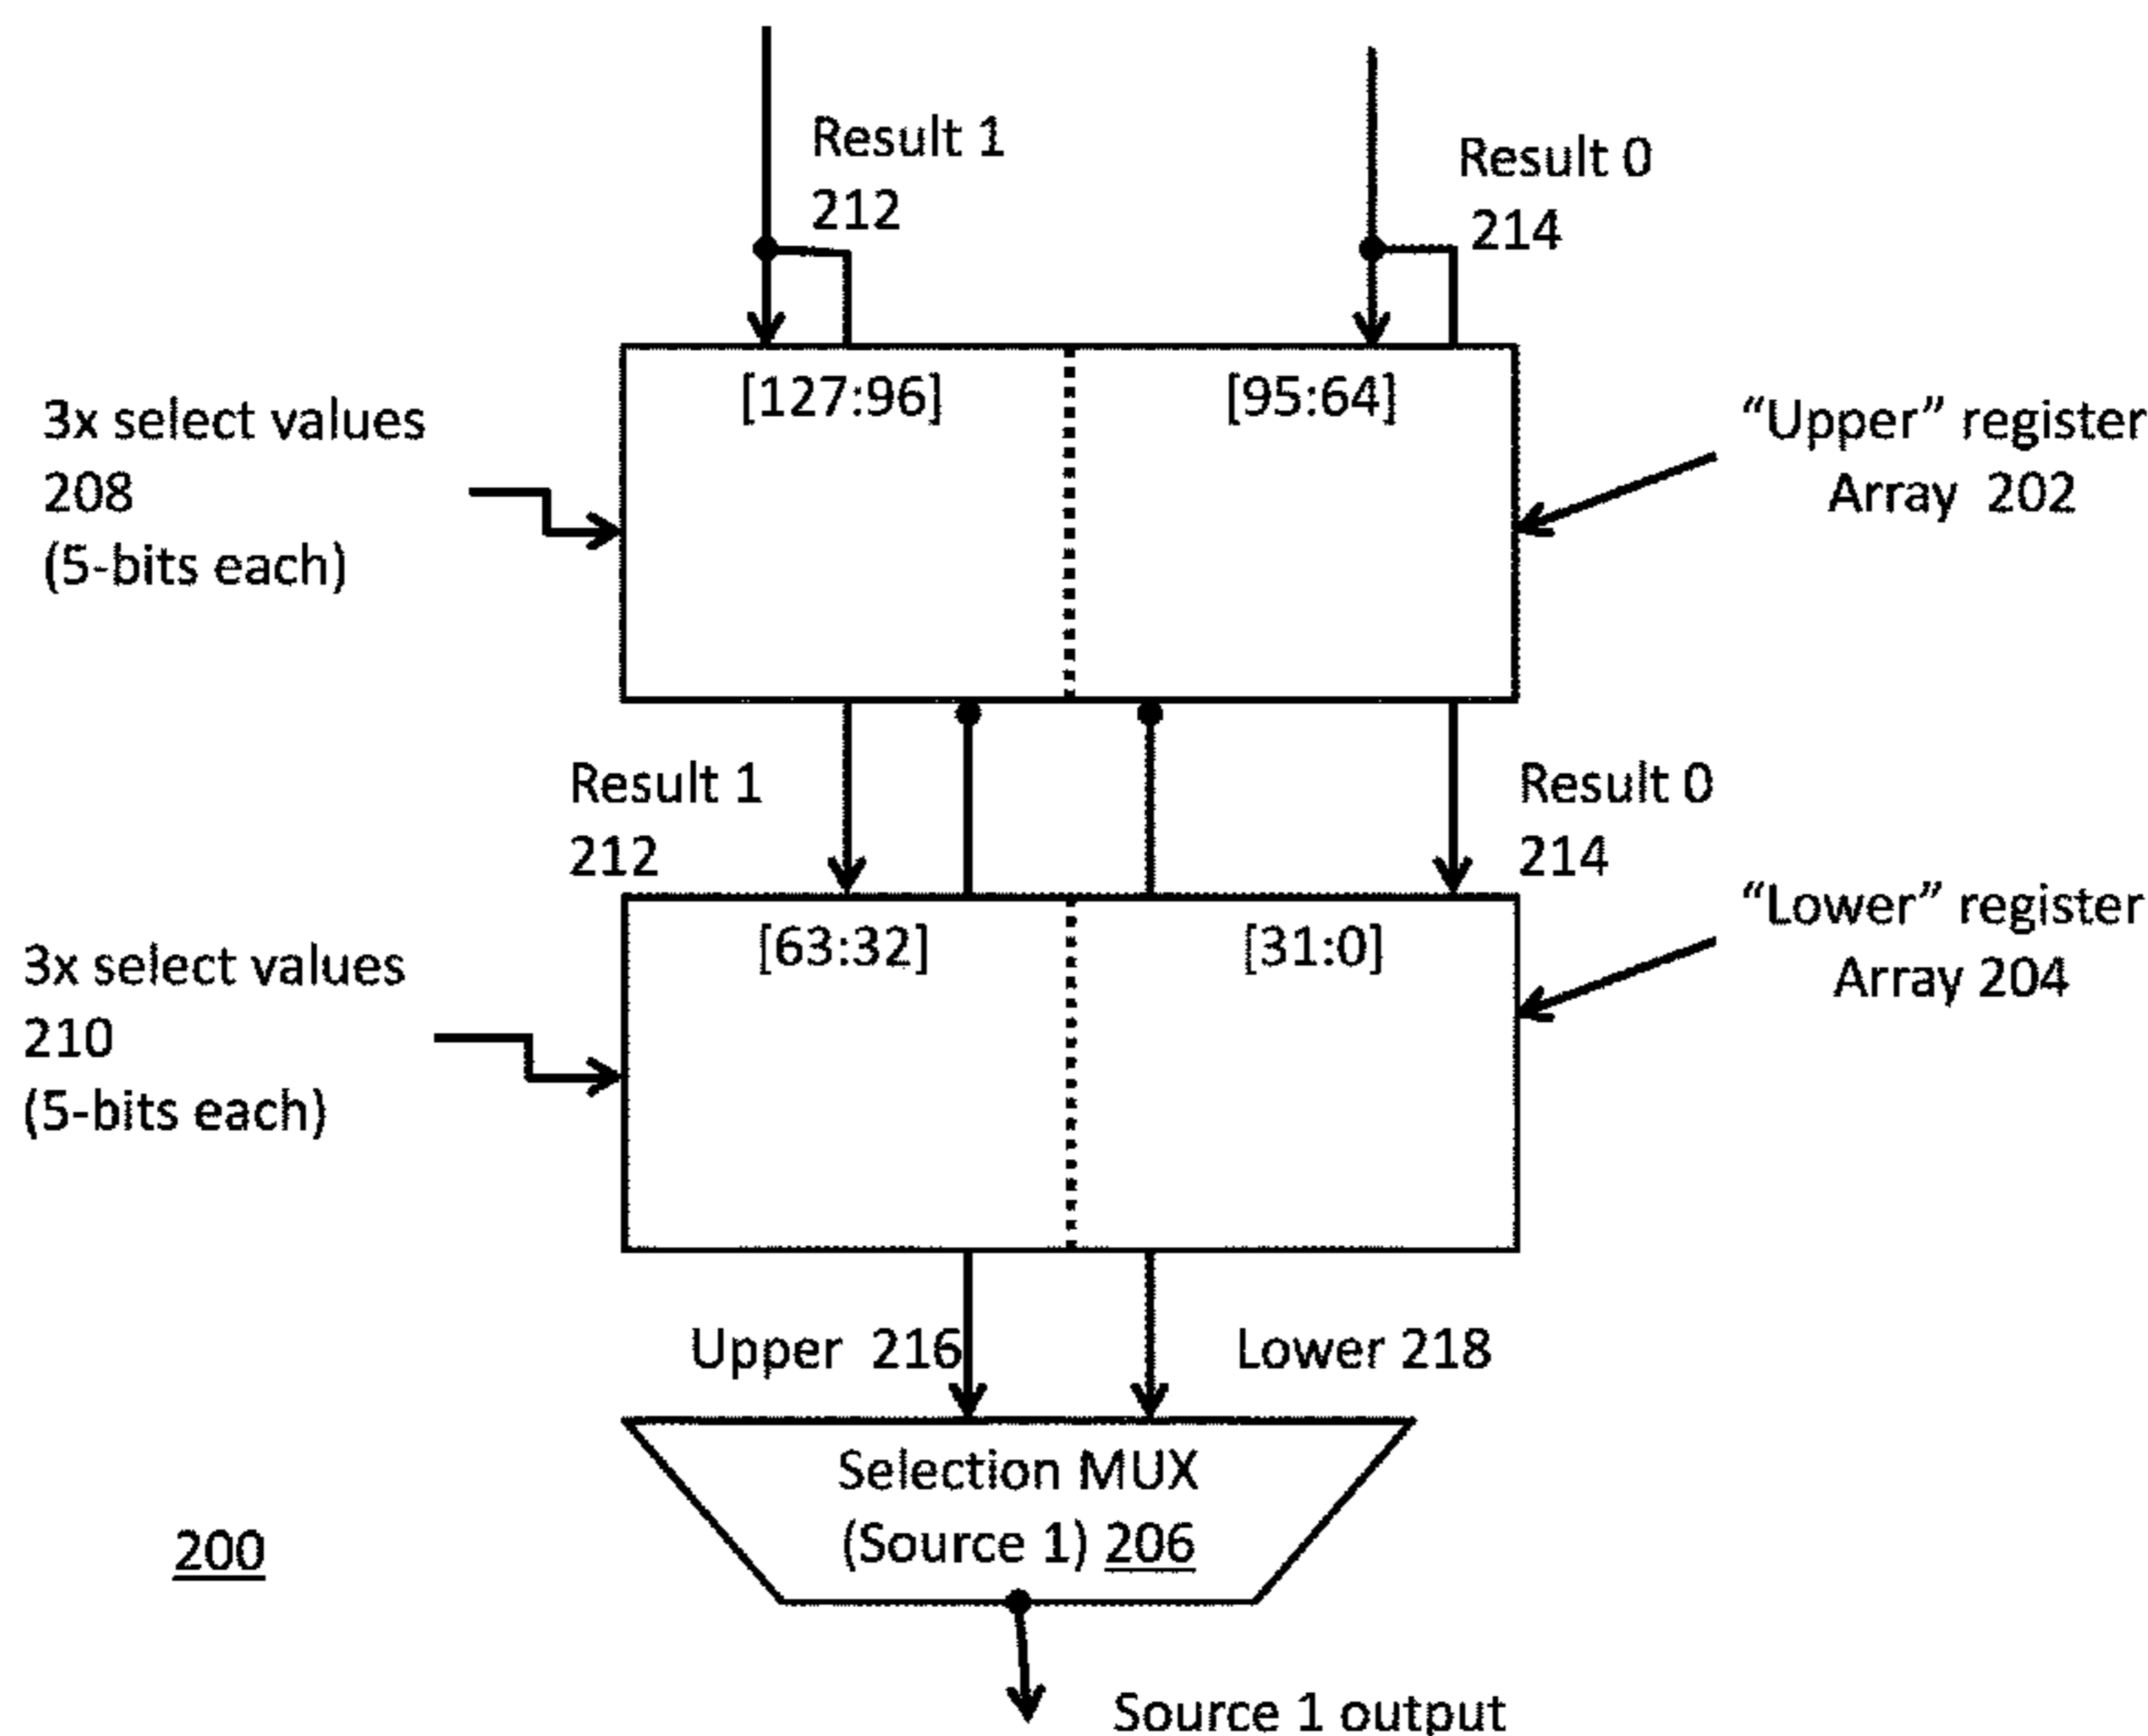 Result 1
212
Result 0
214
[127:96]
[95:64]
3x select values
208
(5-bits each)
“Upper” register
Array 202
Result 1
212
Result 0
214
[63:32]
[31:0]
3x select values
210
(5-bits each)
“Lower” register
Array 204
Upper 216
Lower 218
Selection MUX
(Source 1) 206
200
Source 1 output